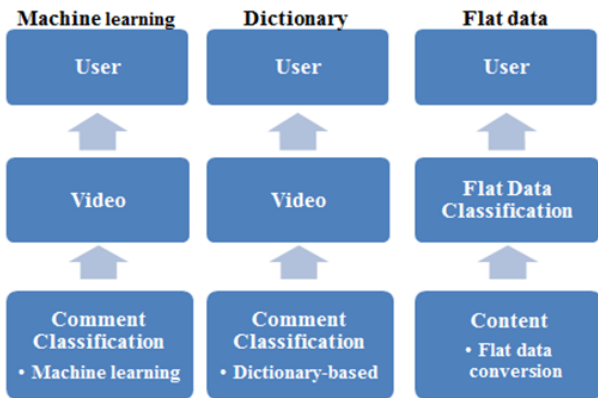 Machine learning
Dictionary
Flat data
User
User
User
Video
Video
Flat Data
Classification
Comment
Classification
• Machine learning
Comment
Classification
• Dictionary-based
Content
• Flat data
conversion